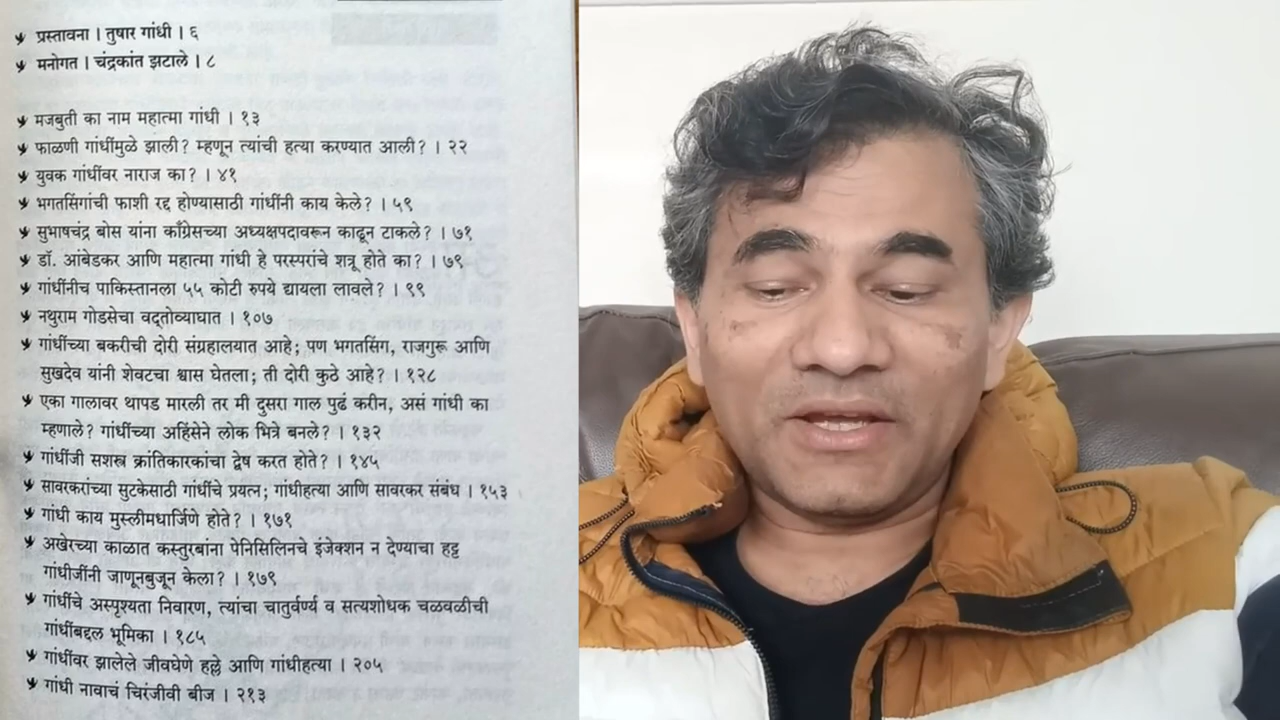 प्रस्तावना । तुषार गांधी । ६
मनोगत । चंद्रकांत झटाले । ८
मजबुती का नाम महात्मा गांधी । १३
फाळणी गांधींमुळे झाली? म्हणून त्यांची हत्या करण्यात आली? । २२
युवक गांधींवर नाराज का? । ४१
भगतसिंगांची फाशी रद्द होण्यासाठी गांधींनी काय केले? । ५९
सुभाषचंद्र बोस यांना काँग्रेसच्या अध्यक्षपदावरून काढून टाकले? । ७१
डॉ. आंबेडकर आणि महात्मा गांधी हे परस्परांचे शत्रू होते का? । ७९
गांधींनीच पाकिस्तानला ५५ कोटी रुपये द्यायला लावले? । ९९
नथुराम गोडसेचा वद्तोव्याघात । १०७
गांधींच्या बकरीची दोरी संग्रहालयात आहे; पण भगतसिंग, राजगुरू आणि
सुखदेव यांनी शेवटचा श्वास घेतला; ती दोरी कुठे आहे? । १२८
एका गालावर थापड मारली तर मी दुसरा गाल पुढं करीन, असं गांधी का
म्हणाले? गांधींच्या अहिंसेने लोक भित्रे बनले? । १३२
गांधीजी सशस्त्र क्रांतिकारकांचा द्वेष करत होते? । १४५
सावरकरांच्या सुटकेसाठी गांधींचे प्रयत्न; गांधीहत्या आणि सावरकर संबंध । १५३
गांधी काय मुस्लीमधार्जिणे होते? । १७१
अखेरच्या काळात कस्तुरबांना पेनिसिलिनचे इंजेक्शन न देण्याचा हट्ट
गांधीजींनी जाणूनबुजून केला? । १७९
गांधींचे अस्पृश्यता निवारण, त्यांचा चातुर्वर्ण्य व सत्यशोधक चळवळीची
गांधींबद्दल भूमिका । १८५
गांधींवर झालेले जीवघेणे हल्ले आणि गांधीहत्या । २०५
गांधी नावाचं चिरंजीवी बीज । २१३